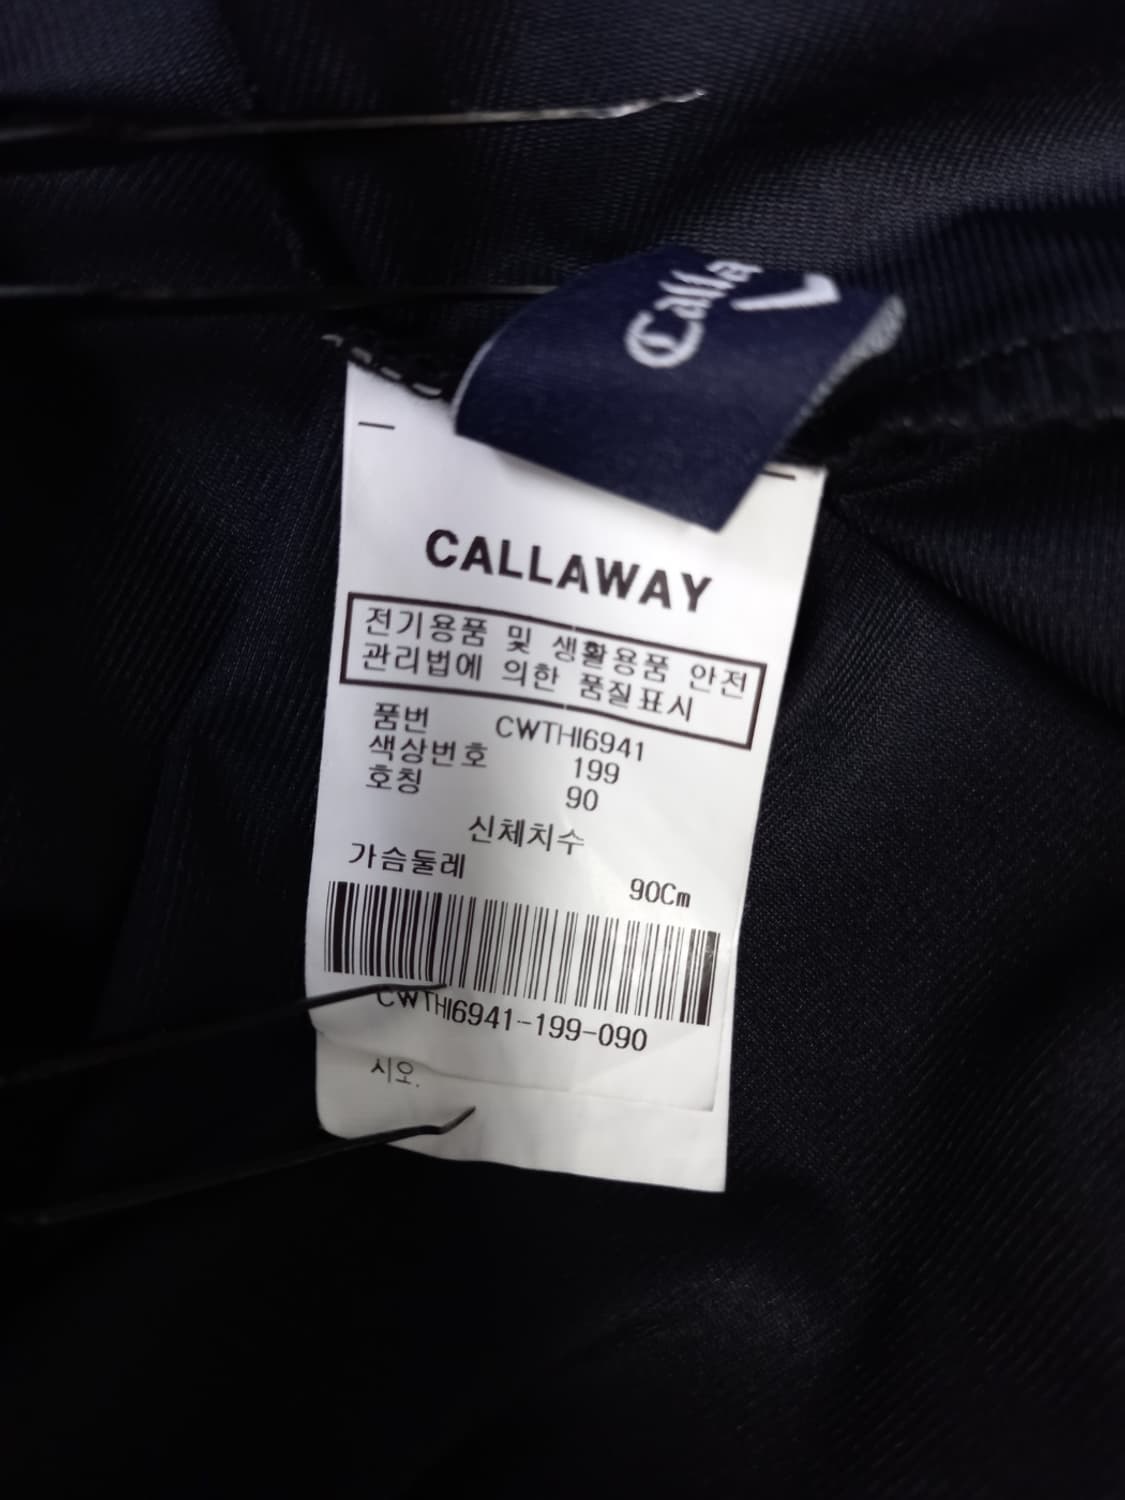 Calla
CALLAWAY
전기용품 및 생활용품 안전
관리법에 의한 품질표시
품번 CWTHI6941
색상번호 199
호칭 90
신체치수
가슴둘레 90Cm
CWTHI6941-199-090
시오.